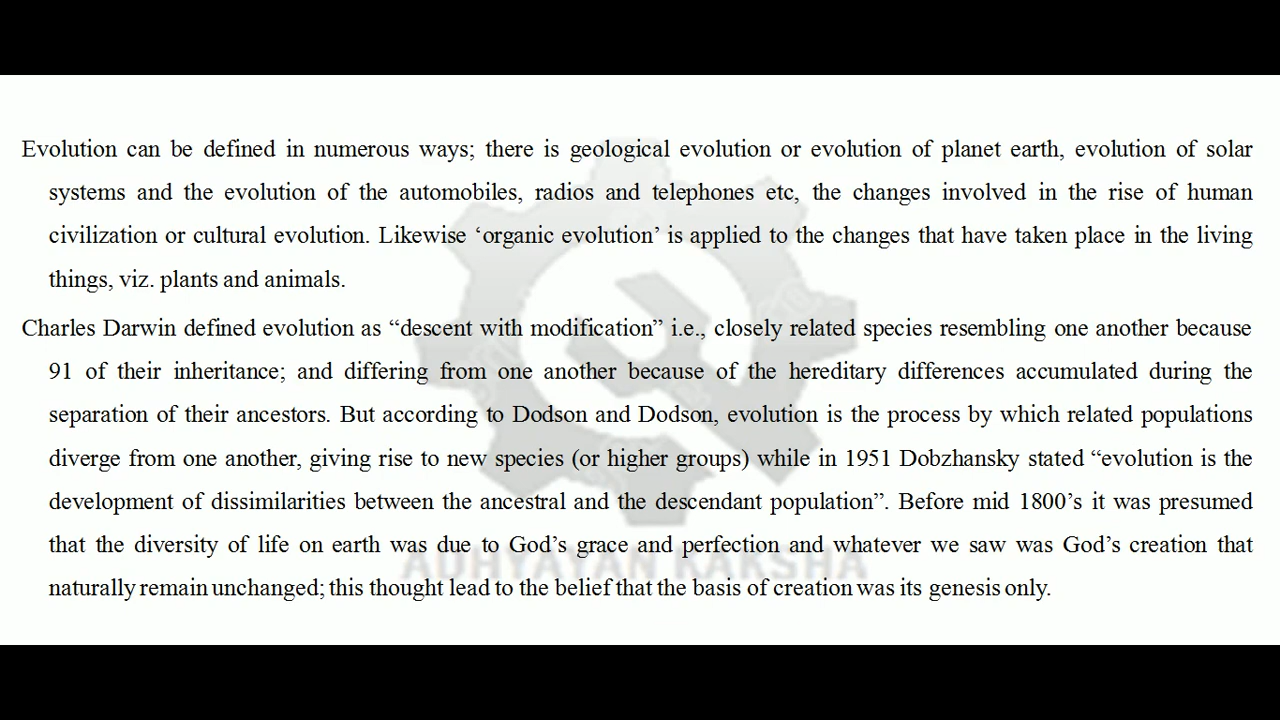 Evolution can be defined in numerous ways; there is geological evolution or evolution of planet earth, evolution of solar
systems and the evolution of the automobiles, radios and telephones etc, the changes involved in the rise of human
civilization or cultural evolution. Likewise ‘organic evolution’ is applied to the changes that have taken place in the living
things, viz. plants and animals.
Charles Darwin defined evolution as “descent with modification” i.e., closely related species resembling one another because
91 of their inheritance; and differing from one another because of the hereditary differences accumulated during the
separation of their ancestors. But according to Dodson and Dodson, evolution is the process by which related populations
diverge from one another, giving rise to new species (or higher groups) while in 1951 Dobzhansky stated “evolution is the
development of dissimilarities between the ancestral and the descendant population”. Before mid 1800’s it was presumed
that the diversity of life on earth was due to God’s grace and perfection and whatever we saw was God’s creation that
ADHYAYAN KAKSHA
naturally remain unchanged; this thought lead to the belief that the basis of creation was its genesis only.